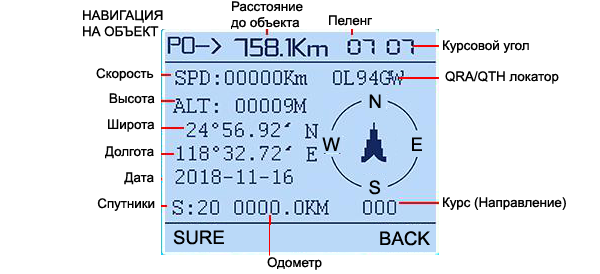 НАВИГАЦИЯ
НА ОБЪЕКТ
Расстояние
до объекта
Пеленг
PO-> 758.1Km 07 07
Курсовой угол
Скорость
SPD:00000Km OL94GW
QRA/QTH локатор
Высота
ALT: 00009M
N
Широта
24°56.92′ N
W
E
Долгота
118°32.72′ E
Дата
2018-11-16
S
Спутники
S:20 0000.0KM 000
Курс (Направление)
SURE
BACK
Одометр